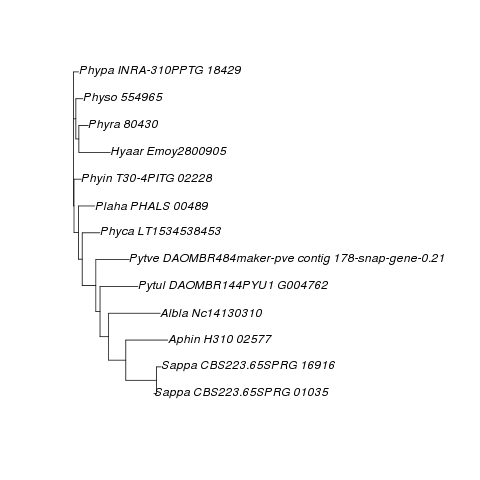 Phypa INRA-310PPTG 18429
Physo 554965
Phyra 80430
Hyaar Emoy2800905
Phyin T30-4PITG 02228
Plaha PHALS 00489
Phyca LT1534538453
Pytve DAOMBR484maker-pve contig 178-snap-gene-0.21
Pytul DAOMBR144PYU1 G004762
Albla Nc14130310
Aphin H310 02577
Sappa CBS223.65SPRG 16916
Sappa CBS223.65SPRG 01035